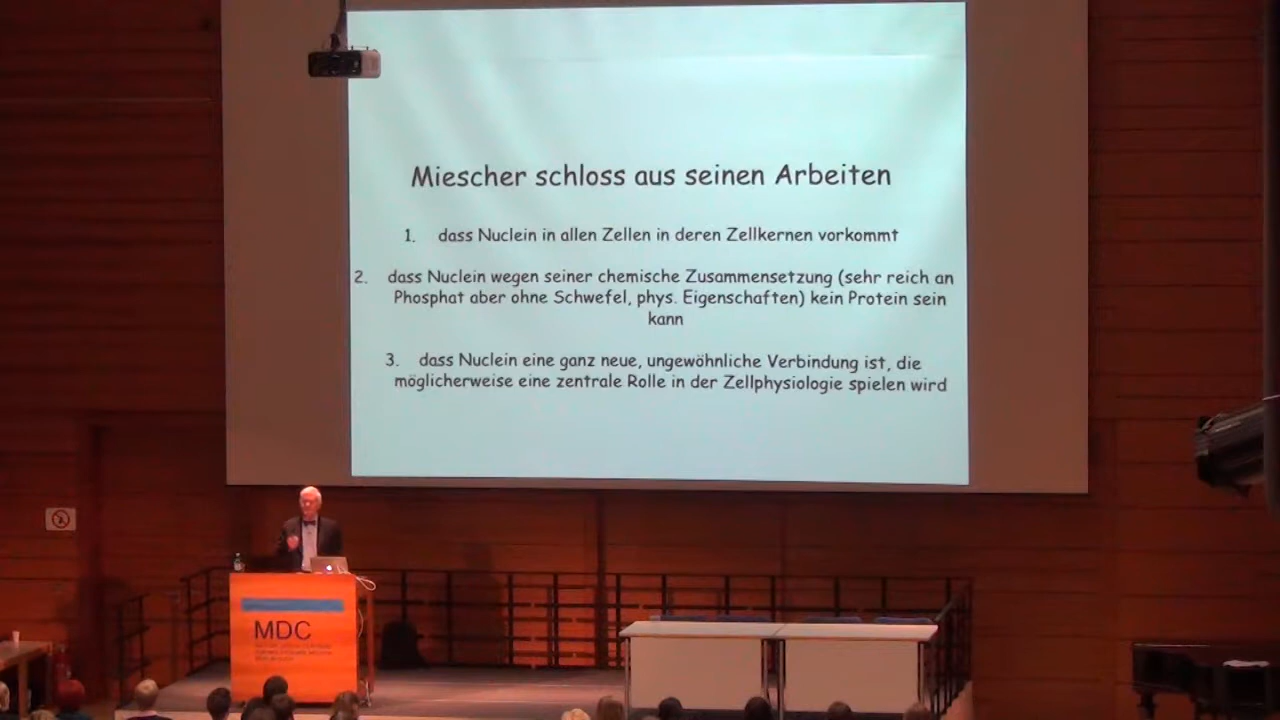 Miescher schloss aus seinen Arbeiten
1. dass Nuclein in allen Zellen in deren Zellkernen vorkommt
2. dass Nuclein wegen seiner chemische Zusammensetzung (sehr reich an
Phosphat aber ohne Schwefel, phys. Eigenschaften) kein Protein sein
kann
3. dass Nuclein eine ganz neue, ungewöhnliche Verbindung ist, die
möglicherweise eine zentrale Rolle in der Zellphysiologie spielen wird
MDC